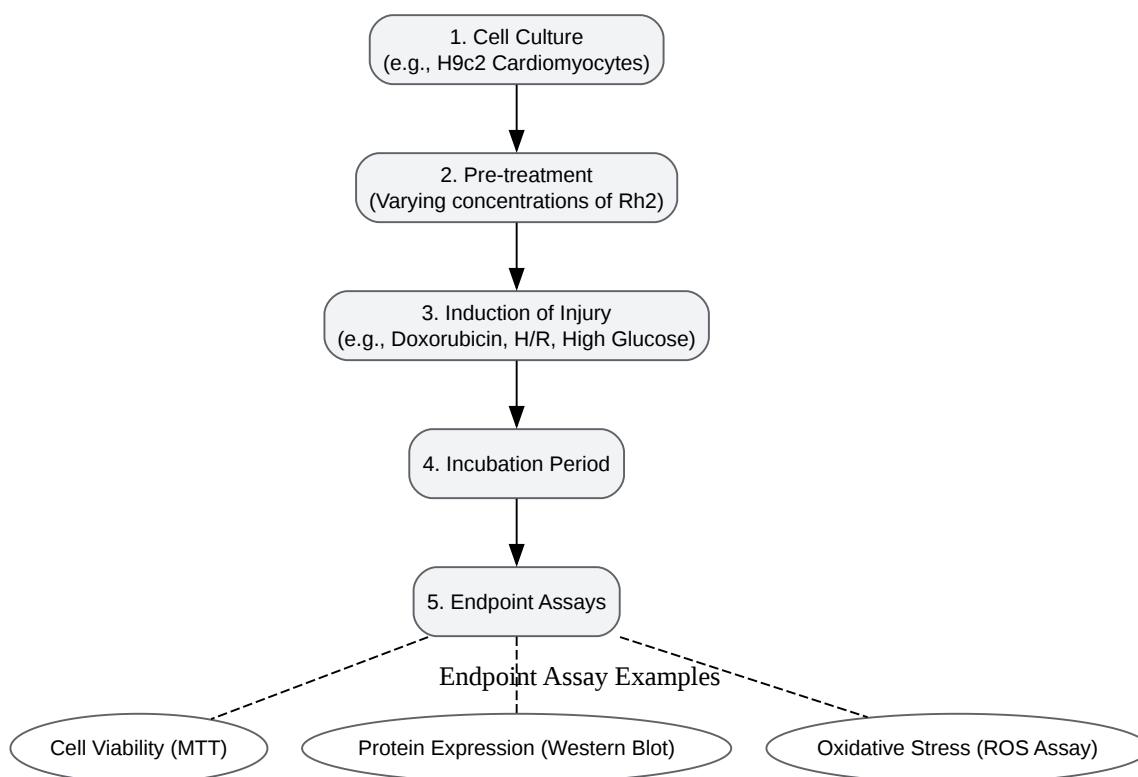 1. Cell Culture
(e.g., H9c2 Cardiomyocytes)
2. Pre-treatment
(Varying concentrations of Rh2)
3. Induction of Injury
(e.g., Doxorubicin, H/R, High Glucose)
4. Incubation Period
5. Endpoint Assays
Endpoint Assay Examples
Cell Viability (MTT)
Protein Expression (Western Blot)
Oxidative Stress (ROS Assay)